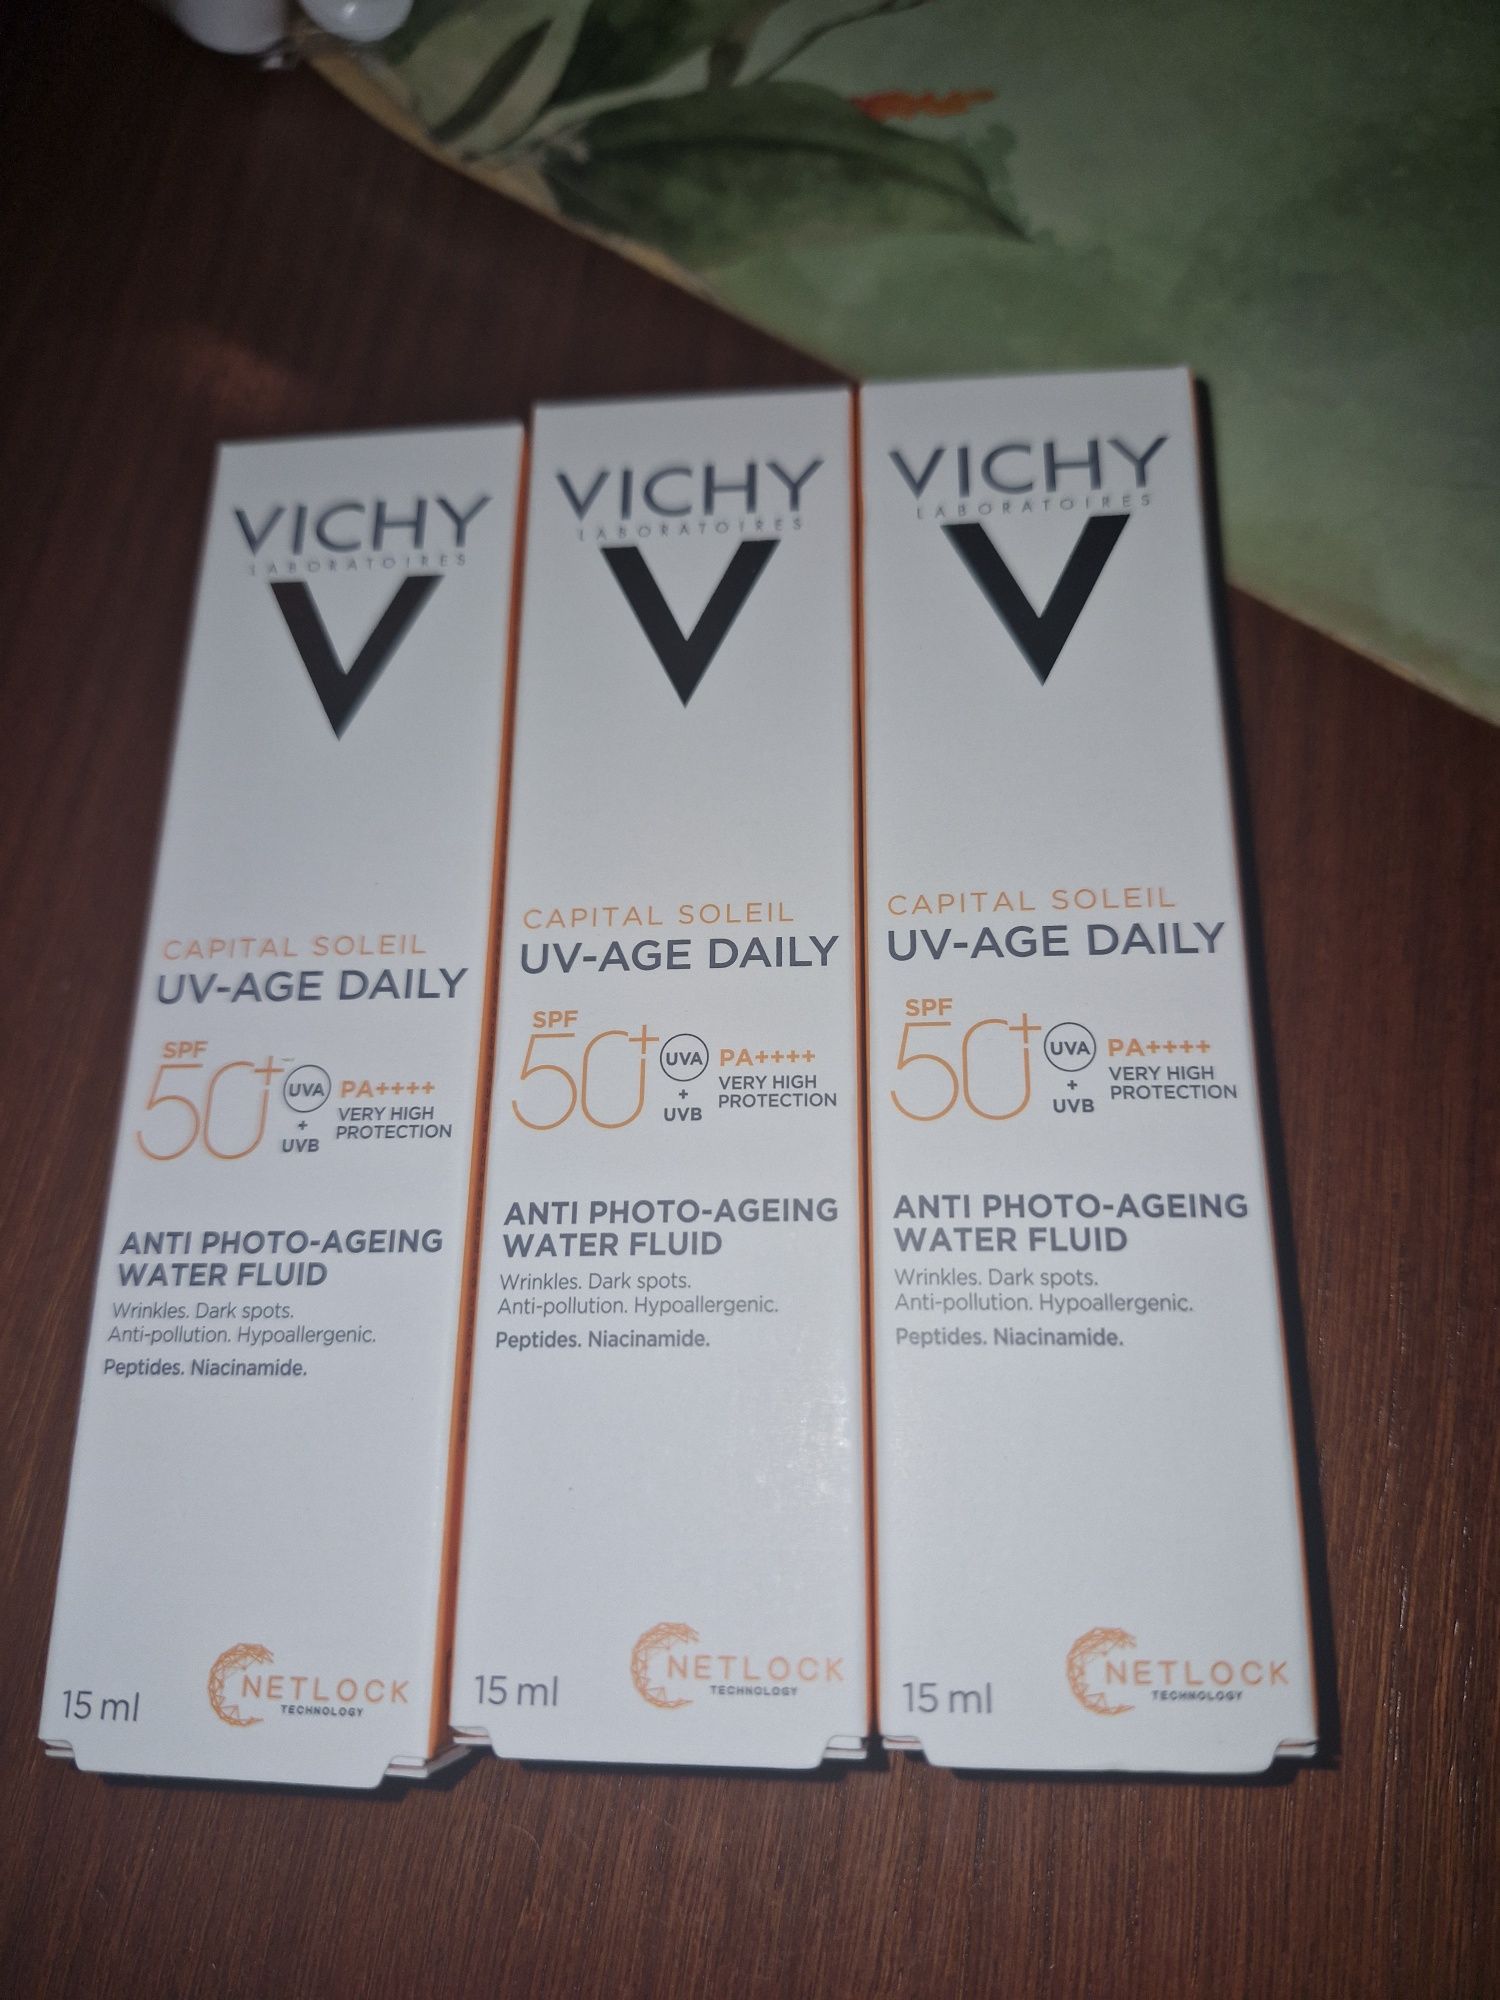 VICHY
LABORATOIRES
V
CAPITAL SOLEIL
UV-AGE DAILY
SPF
50+
UVA
+
UVB
PA++++
VERY HIGH
PROTECTION
ANTI PHOTO-AGEING
WATER FLUID
Wrinkles. Dark spots.
Anti-pollution. Hypoallergenic.
Peptides. Niacinamide.
15 ml
NETLOCK
TECHNOLOGY
VICHY
LABORATOIRES
V
CAPITAL SOLEIL
UV-AGE DAILY
SPF
50+
UVA
+
UVB
PA++++
VERY HIGH
PROTECTION
ANTI PHOTO-AGEING
WATER FLUID
Wrinkles. Dark spots.
Anti-pollution. Hypoallergenic.
Peptides. Niacinamide.
15 ml
NETLOCK
TECHNOLOGY
VICHY
LABORATOIRES
V
CAPITAL SOLEIL
UV-AGE DAILY
SPF
50+
UVA
+
UVB
PA++++
VERY HIGH
PROTECTION
ANTI PHOTO-AGEING
WATER FLUID
Wrinkles. Dark spots.
Anti-pollution. Hypoallergenic.
Peptides. Niacinamide.
15 ml
NETLOCK
TECHNOLOGY